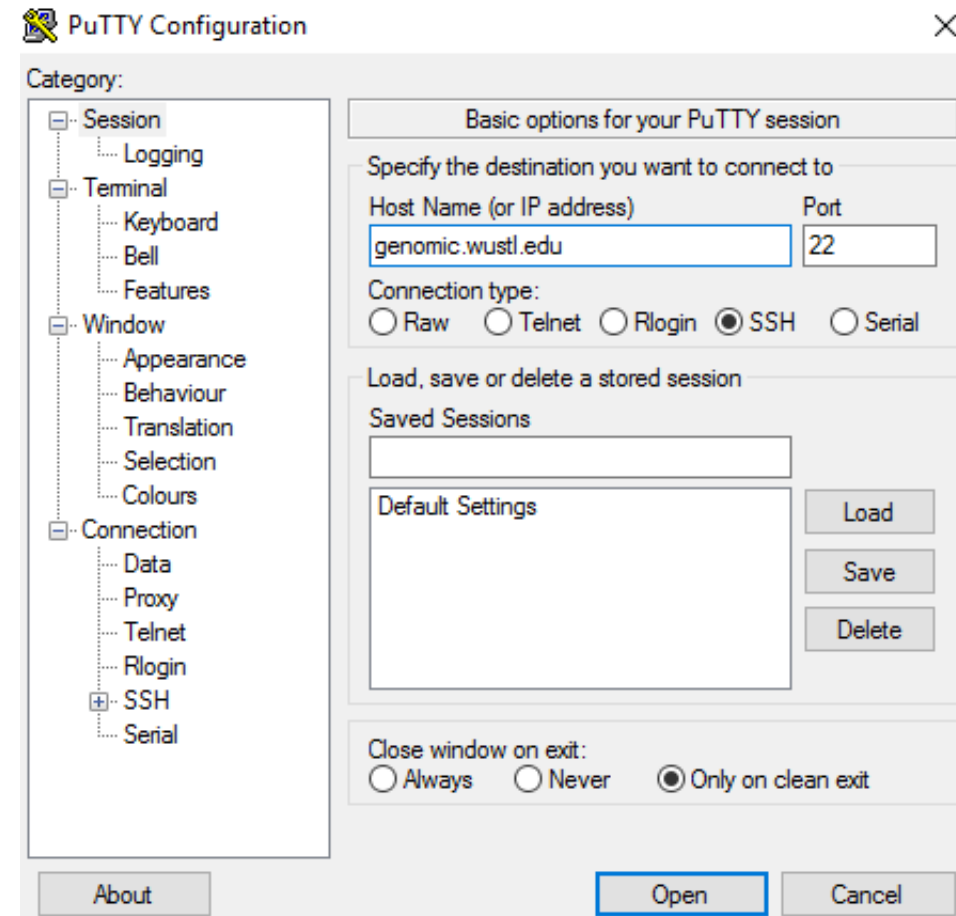 PuTTY Configuration
Category:
Session
Logging
Terminal
Keyboard
Bell
Features
Window
Appearance
Behaviour
Translation
Selection
Colours
Connection
Data
Proxy
Telnet
Rlogin
SSH
Serial
Basic options for your PuTTY session
Specify the destination you want to connect to
Host Name (or IP address) Port
genomic.wustl.edu 22
Connection type:
Raw Telnet Rlogin SSH Serial
Load, save or delete a stored session
Saved Sessions
Default Settings
Load
Save
Delete
Close window on exit:
Always Never Only on clean exit
About Open Cancel